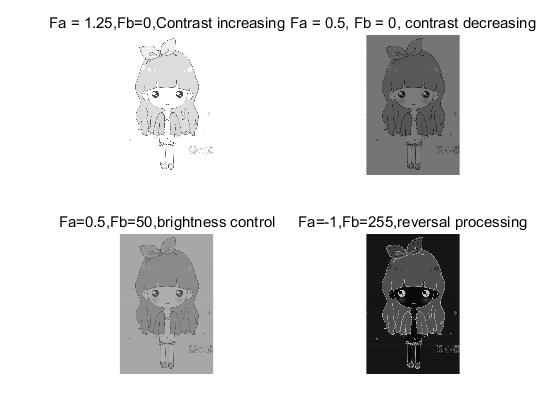 Fa = 1.25,Fb=0,Contrast increasing
Fa = 0.5, Fb = 0, contrast decreasing
Fa=0.5,Fb=50,brightness control
Fa=-1,Fb=255,reversal processing